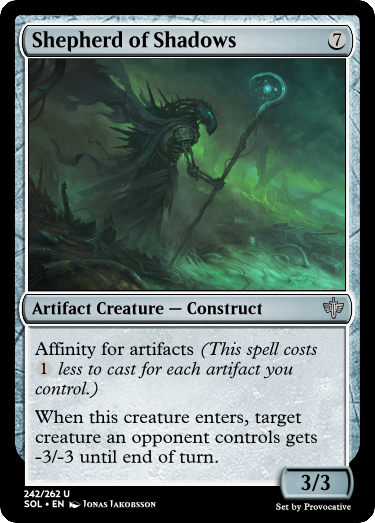 Shepherd of Shadows 7
Artifact Creature — Construct
Affinity for artifacts (This spell costs
1 less to cast for each artifact you
control.)
When this creature enters, target
creature an opponent controls gets
-3/-3 until end of turn.
3/3
242/262 U
SOL • EN Jonas Jakobsson
Set by Provocative